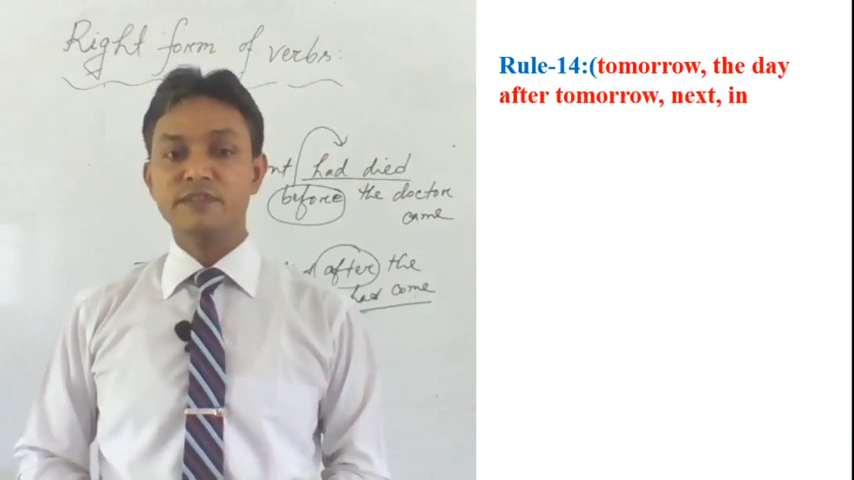 Right form of verbs:
had died
before the doctor
came
after the
had come
Rule-14:(tomorrow, the day
after tomorrow, next, in